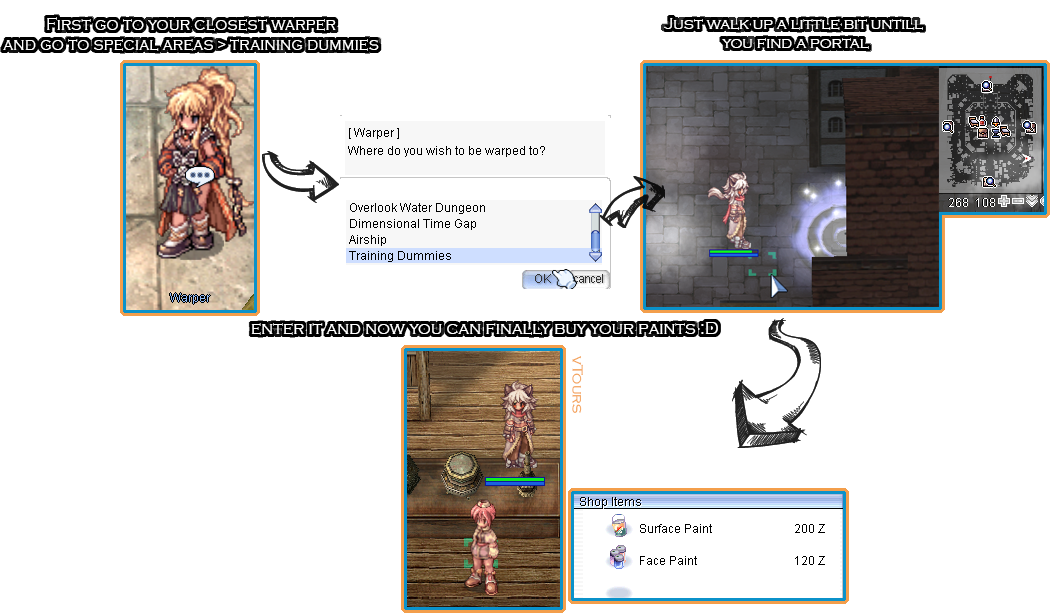 First go to your closest warper
and go to special areas > training dummies
Just walk up a little bit untill
you find a portal
[ Warper ]
Where do you wish to be warped to?
Overlook Water Dungeon
Dimensional Time Gap
Airship
Training Dummies
OK
cancel
Warper
268 108
enter it and now you can finally buy your paints :D
vTours
Shop Items
Surface Paint 200 Z
Face Paint 120 Z